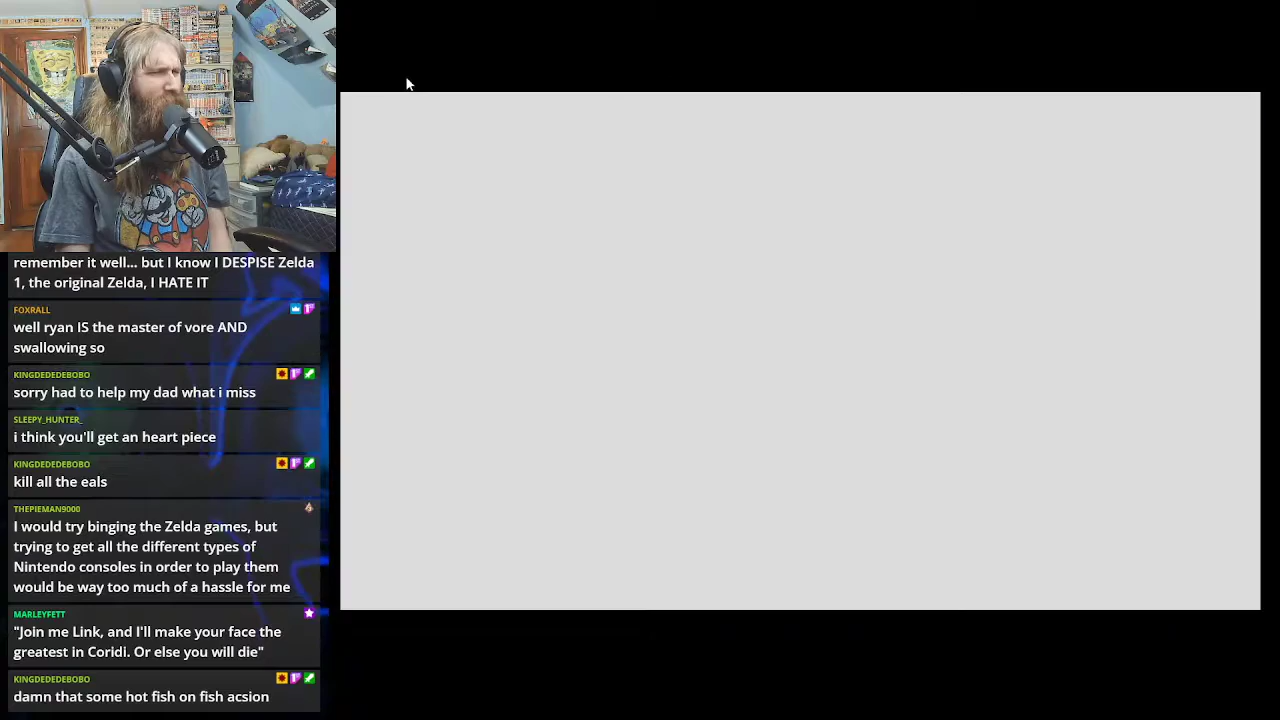 remember it well... but I know I DESPISE Zelda
1, the original Zelda, I HATE IT
FOXRALL
well ryan IS the master of vore AND
swallowing so
KINGDEDEDEBOBO
sorry had to help my dad what i miss
SLEEPY_HUNTER_
i think you'll get an heart piece
KINGDEDEDEBOBO
kill all the eals
THEPIEMAN9000
I would try binging the Zelda games, but
trying to get all the different types of
Nintendo consoles in order to play them
would be way too much of a hassle for me
MARLEYFETT
"Join me Link, and I'll make your face the
greatest in Coridi. Or else you will die"
KINGDEDEDEBOBO
damn that some hot fish on fish acsion